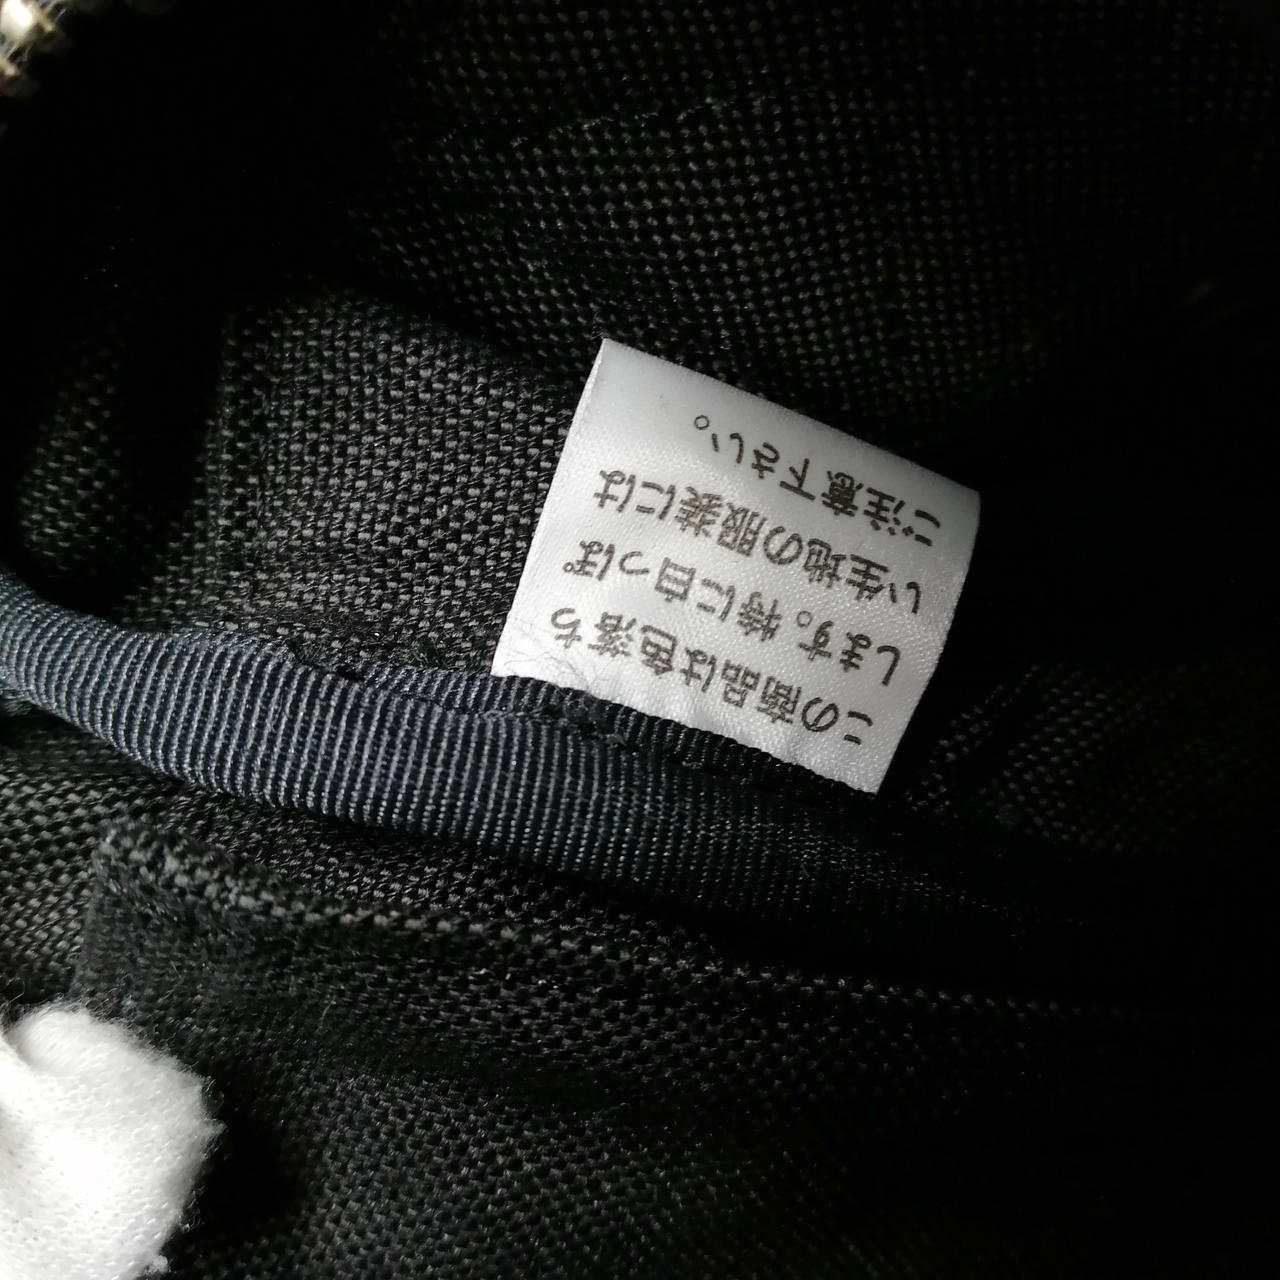 この商品は色落ち
します。特に白っぽ
い生地の服装には
ご注意下さい。